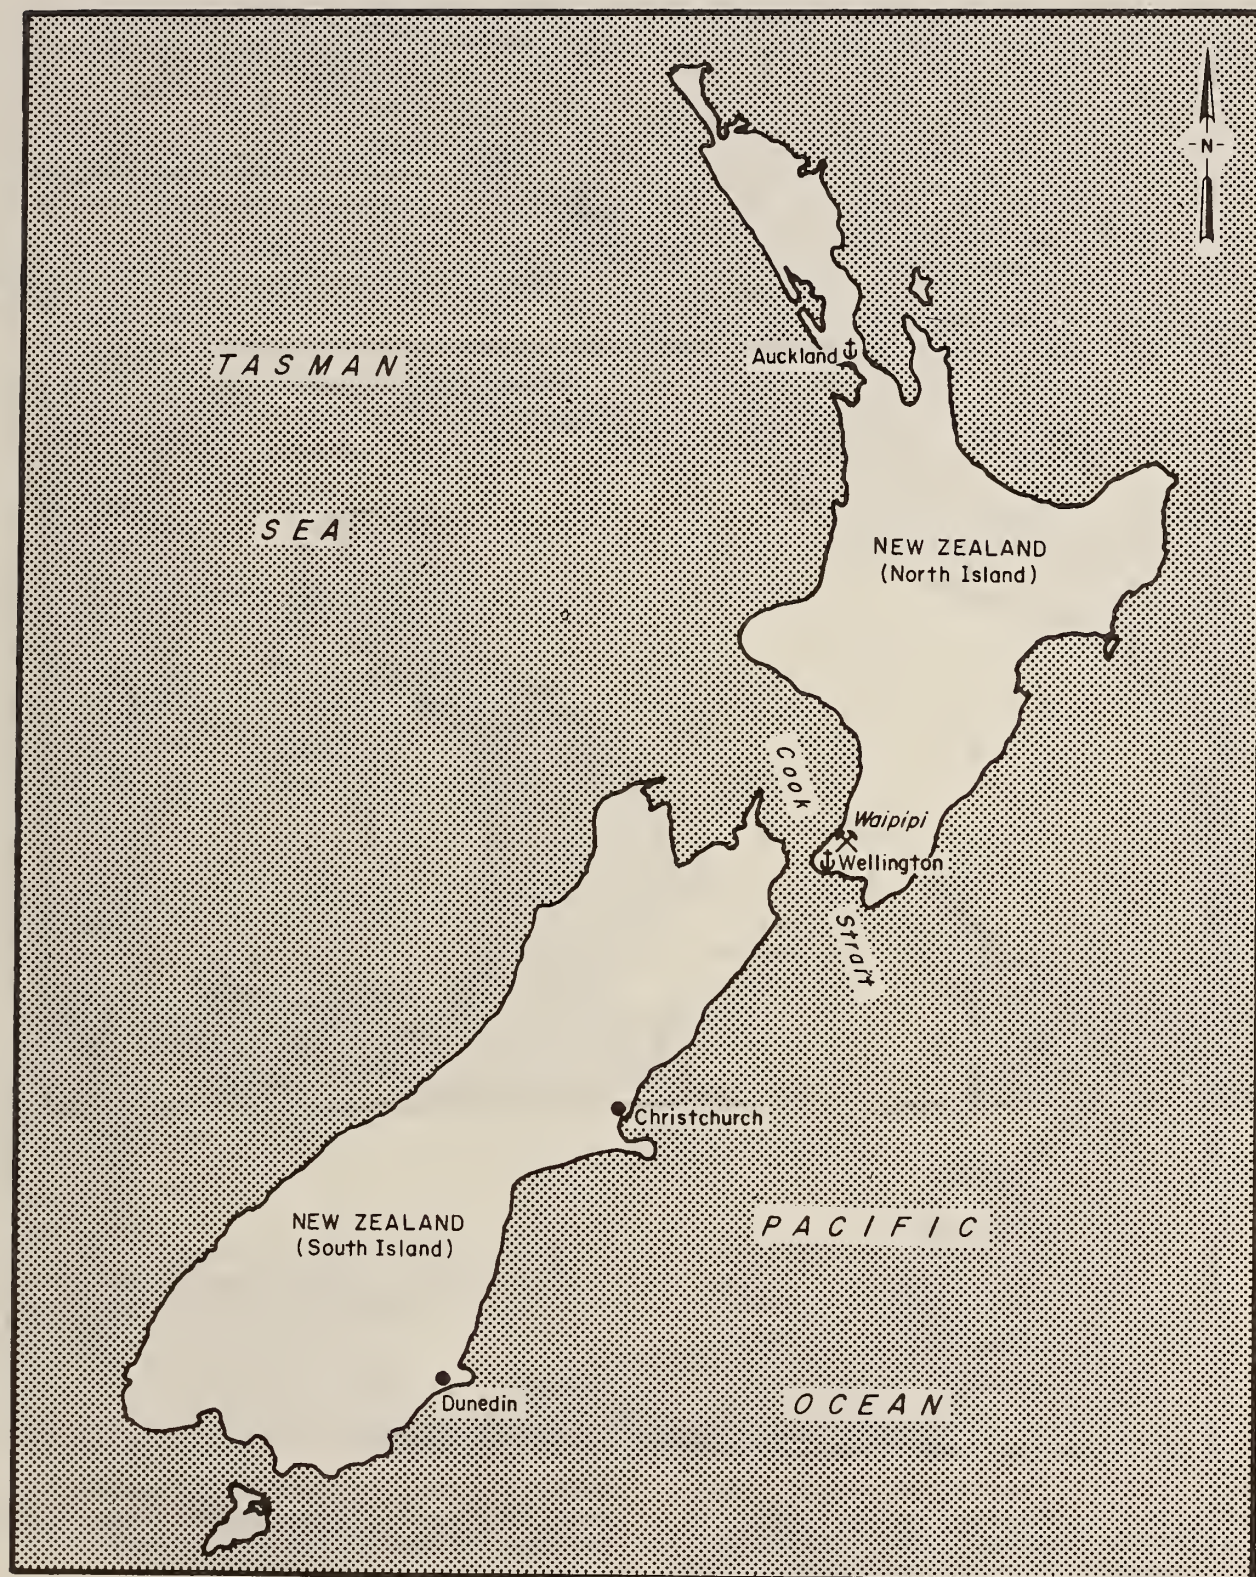 -N-
Auckland
TASMAN
SEA
NEW ZEALAND
(North Island)
Cook
Waipipi
Wellington
Strait
Christchurch
NEW ZEALAND
(South Island)
PACIFIC
Dunedin
OCEAN